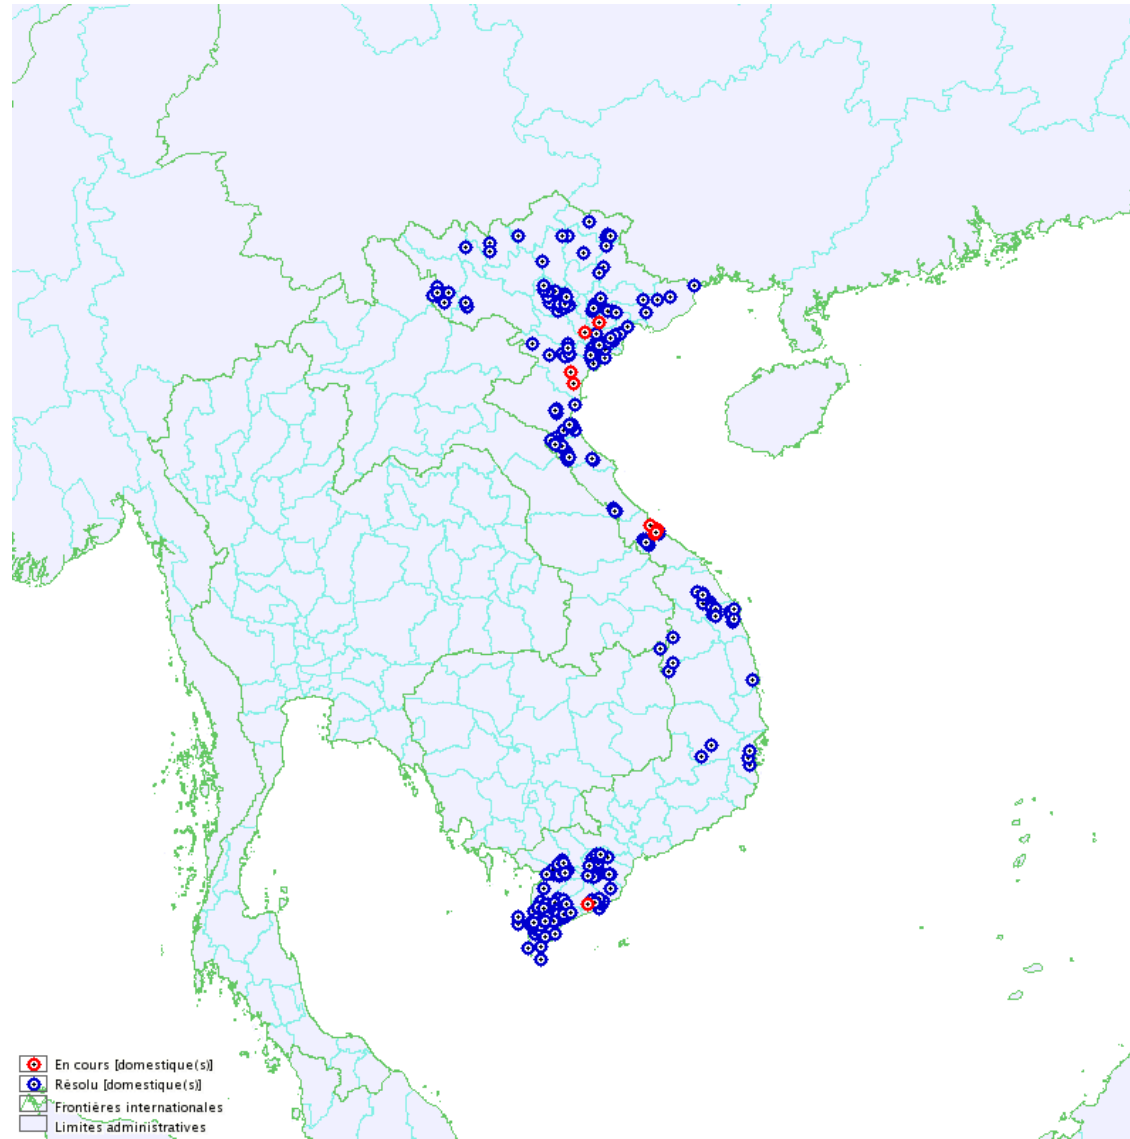 En cours [domestique(s)]
Résolu [domestique(s)]
Frontières internationales
Limites administratives